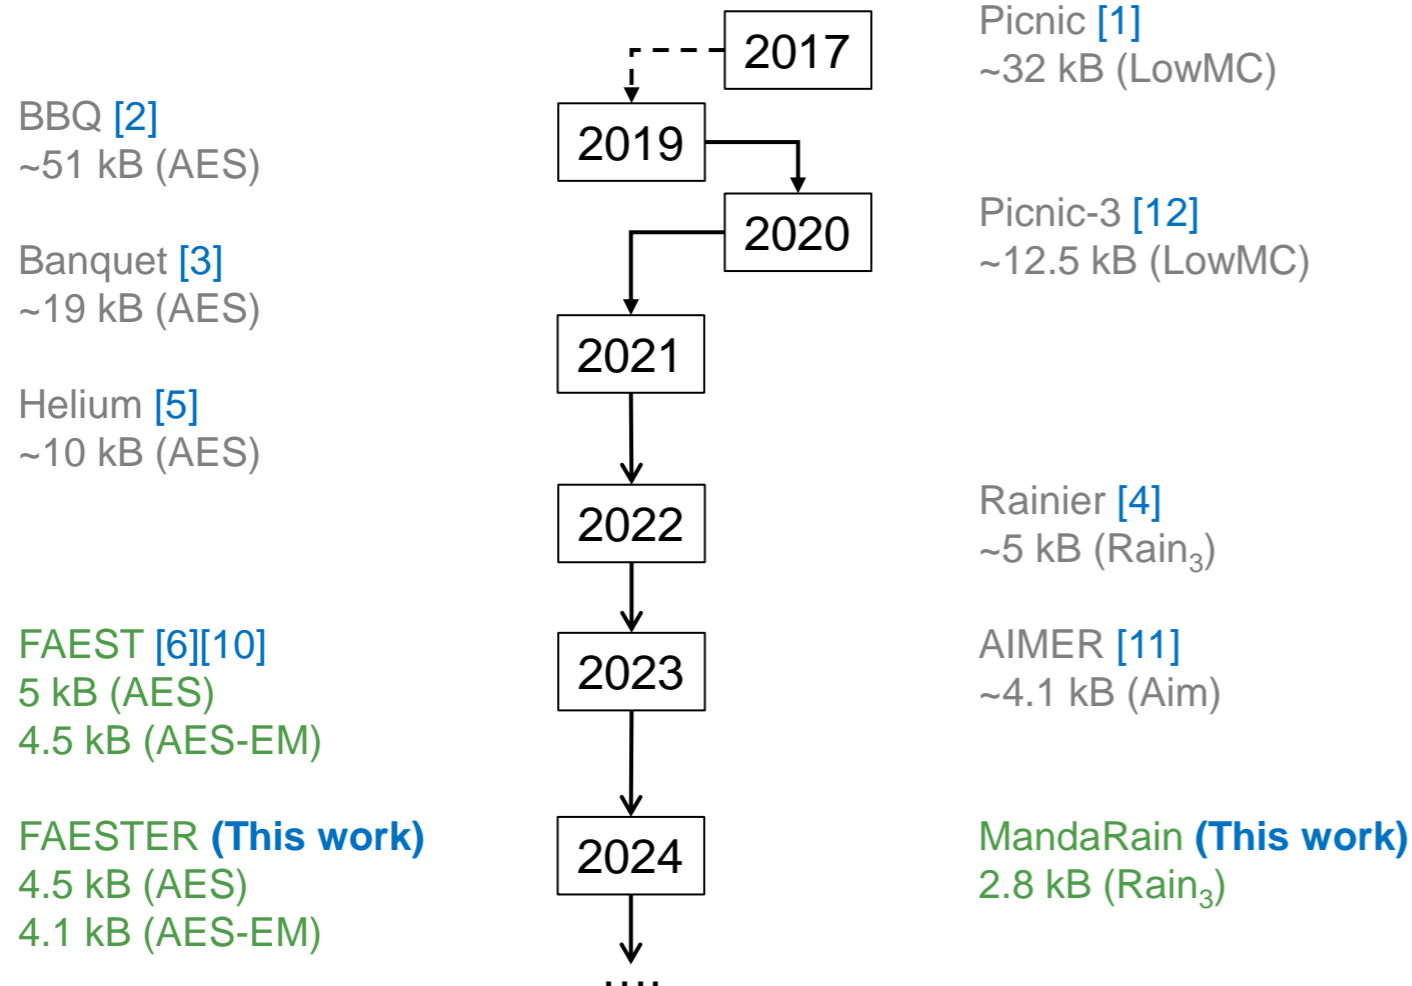 2017
Picnic [1]
~32 kB (LowMC)
BBQ [2]
~51 kB (AES)
2019
2020
Picnic-3 [12]
~12.5 kB (LowMC)
Banquet [3]
~19 kB (AES)
2021
Helium [5]
~10 kB (AES)
2022
Rainier [4]
~5 kB (Rain₃)
FAEST [6][10]
5 kB (AES)
4.5 kB (AES-EM)
2023
AIMER [11]
~4.1 kB (Aim)
FAESTER (This work)
4.5 kB (AES)
4.1 kB (AES-EM)
2024
MandaRain (This work)
2.8 kB (Rain₃)
....